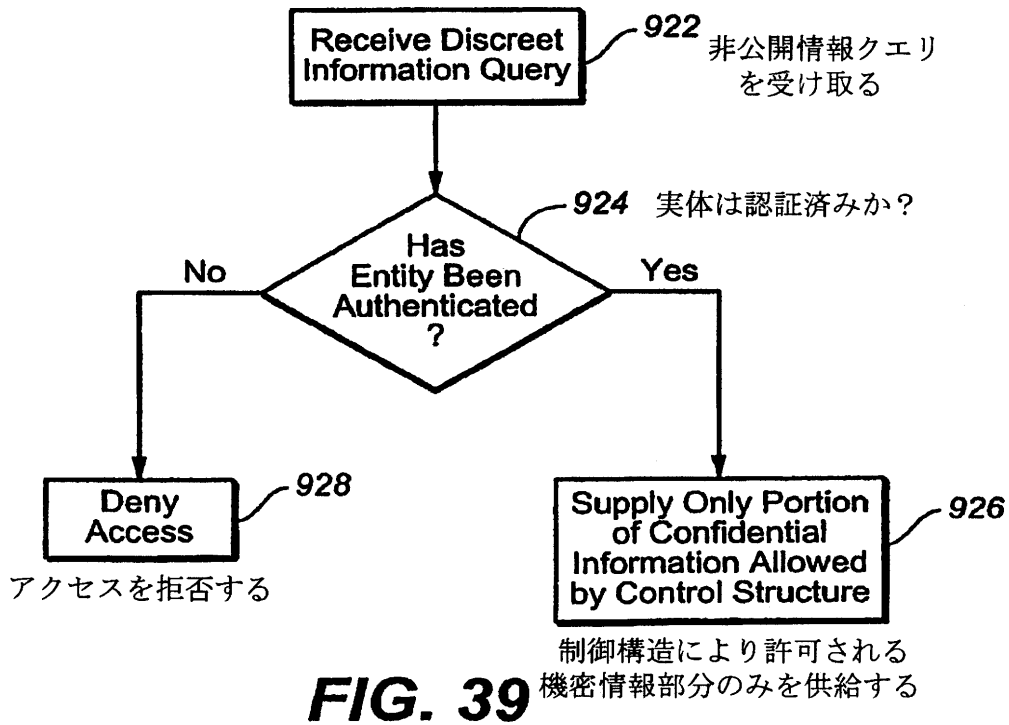 Receive Discreet
Information Query
922
非公開情報クエリ
を受け取る
924 実体は認証済みか？
Has
Entity Been
Authenticated
?
No
Yes
Deny
Access
928
アクセスを拒否する
Supply Only Portion
of Confidential
Information Allowed
by Control Structure
926
制御構造により許可される
機密情報部分のみを供給する
FIG. 39